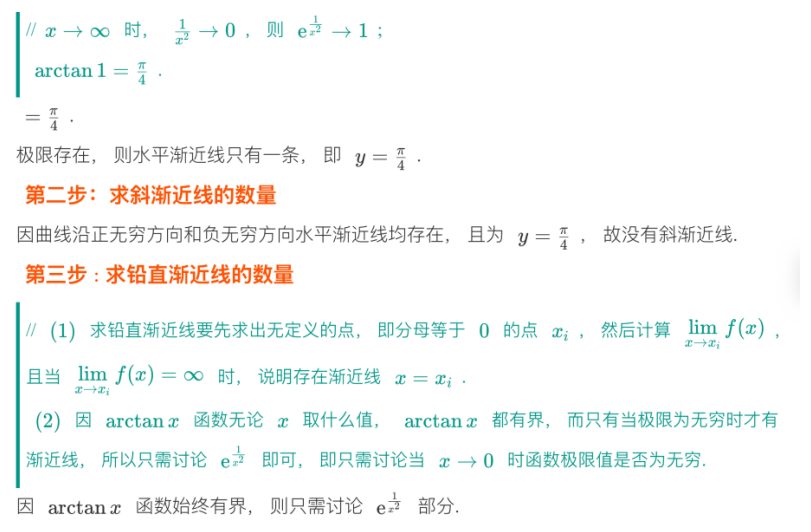 // x → ∞ 时, 1/x² → 0 , 则 e^(1/x²) → 1 ;
arctan 1 = π/4 .
= π/4 .
极限存在, 则水平渐近线只有一条, 即 y = π/4 .
第二步：求斜渐近线的数量
因曲线沿正无穷方向和负无穷方向水平渐近线均存在, 且为 y = π/4 , 故没有斜渐近线.
第三步 : 求铅直渐近线的数量
// (1) 求铅直渐近线要先求出无定义的点, 即分母等于 0 的点 xᵢ , 然后计算 lim_(x→xᵢ) f(x) ,
且当 lim_(x→xᵢ) f(x) = ∞ 时, 说明存在渐近线 x = xᵢ .
(2) 因 arctan x 函数无论 x 取什么值, arctan x 都有界, 而只有当极限为无穷时才有
渐近线, 所以只需讨论 e^(1/x²) 即可, 即只需讨论当 x → 0 时函数极限值是否为无穷.
因 arctan x 函数始终有界, 则只需讨论 e^(1/x²) 部分.